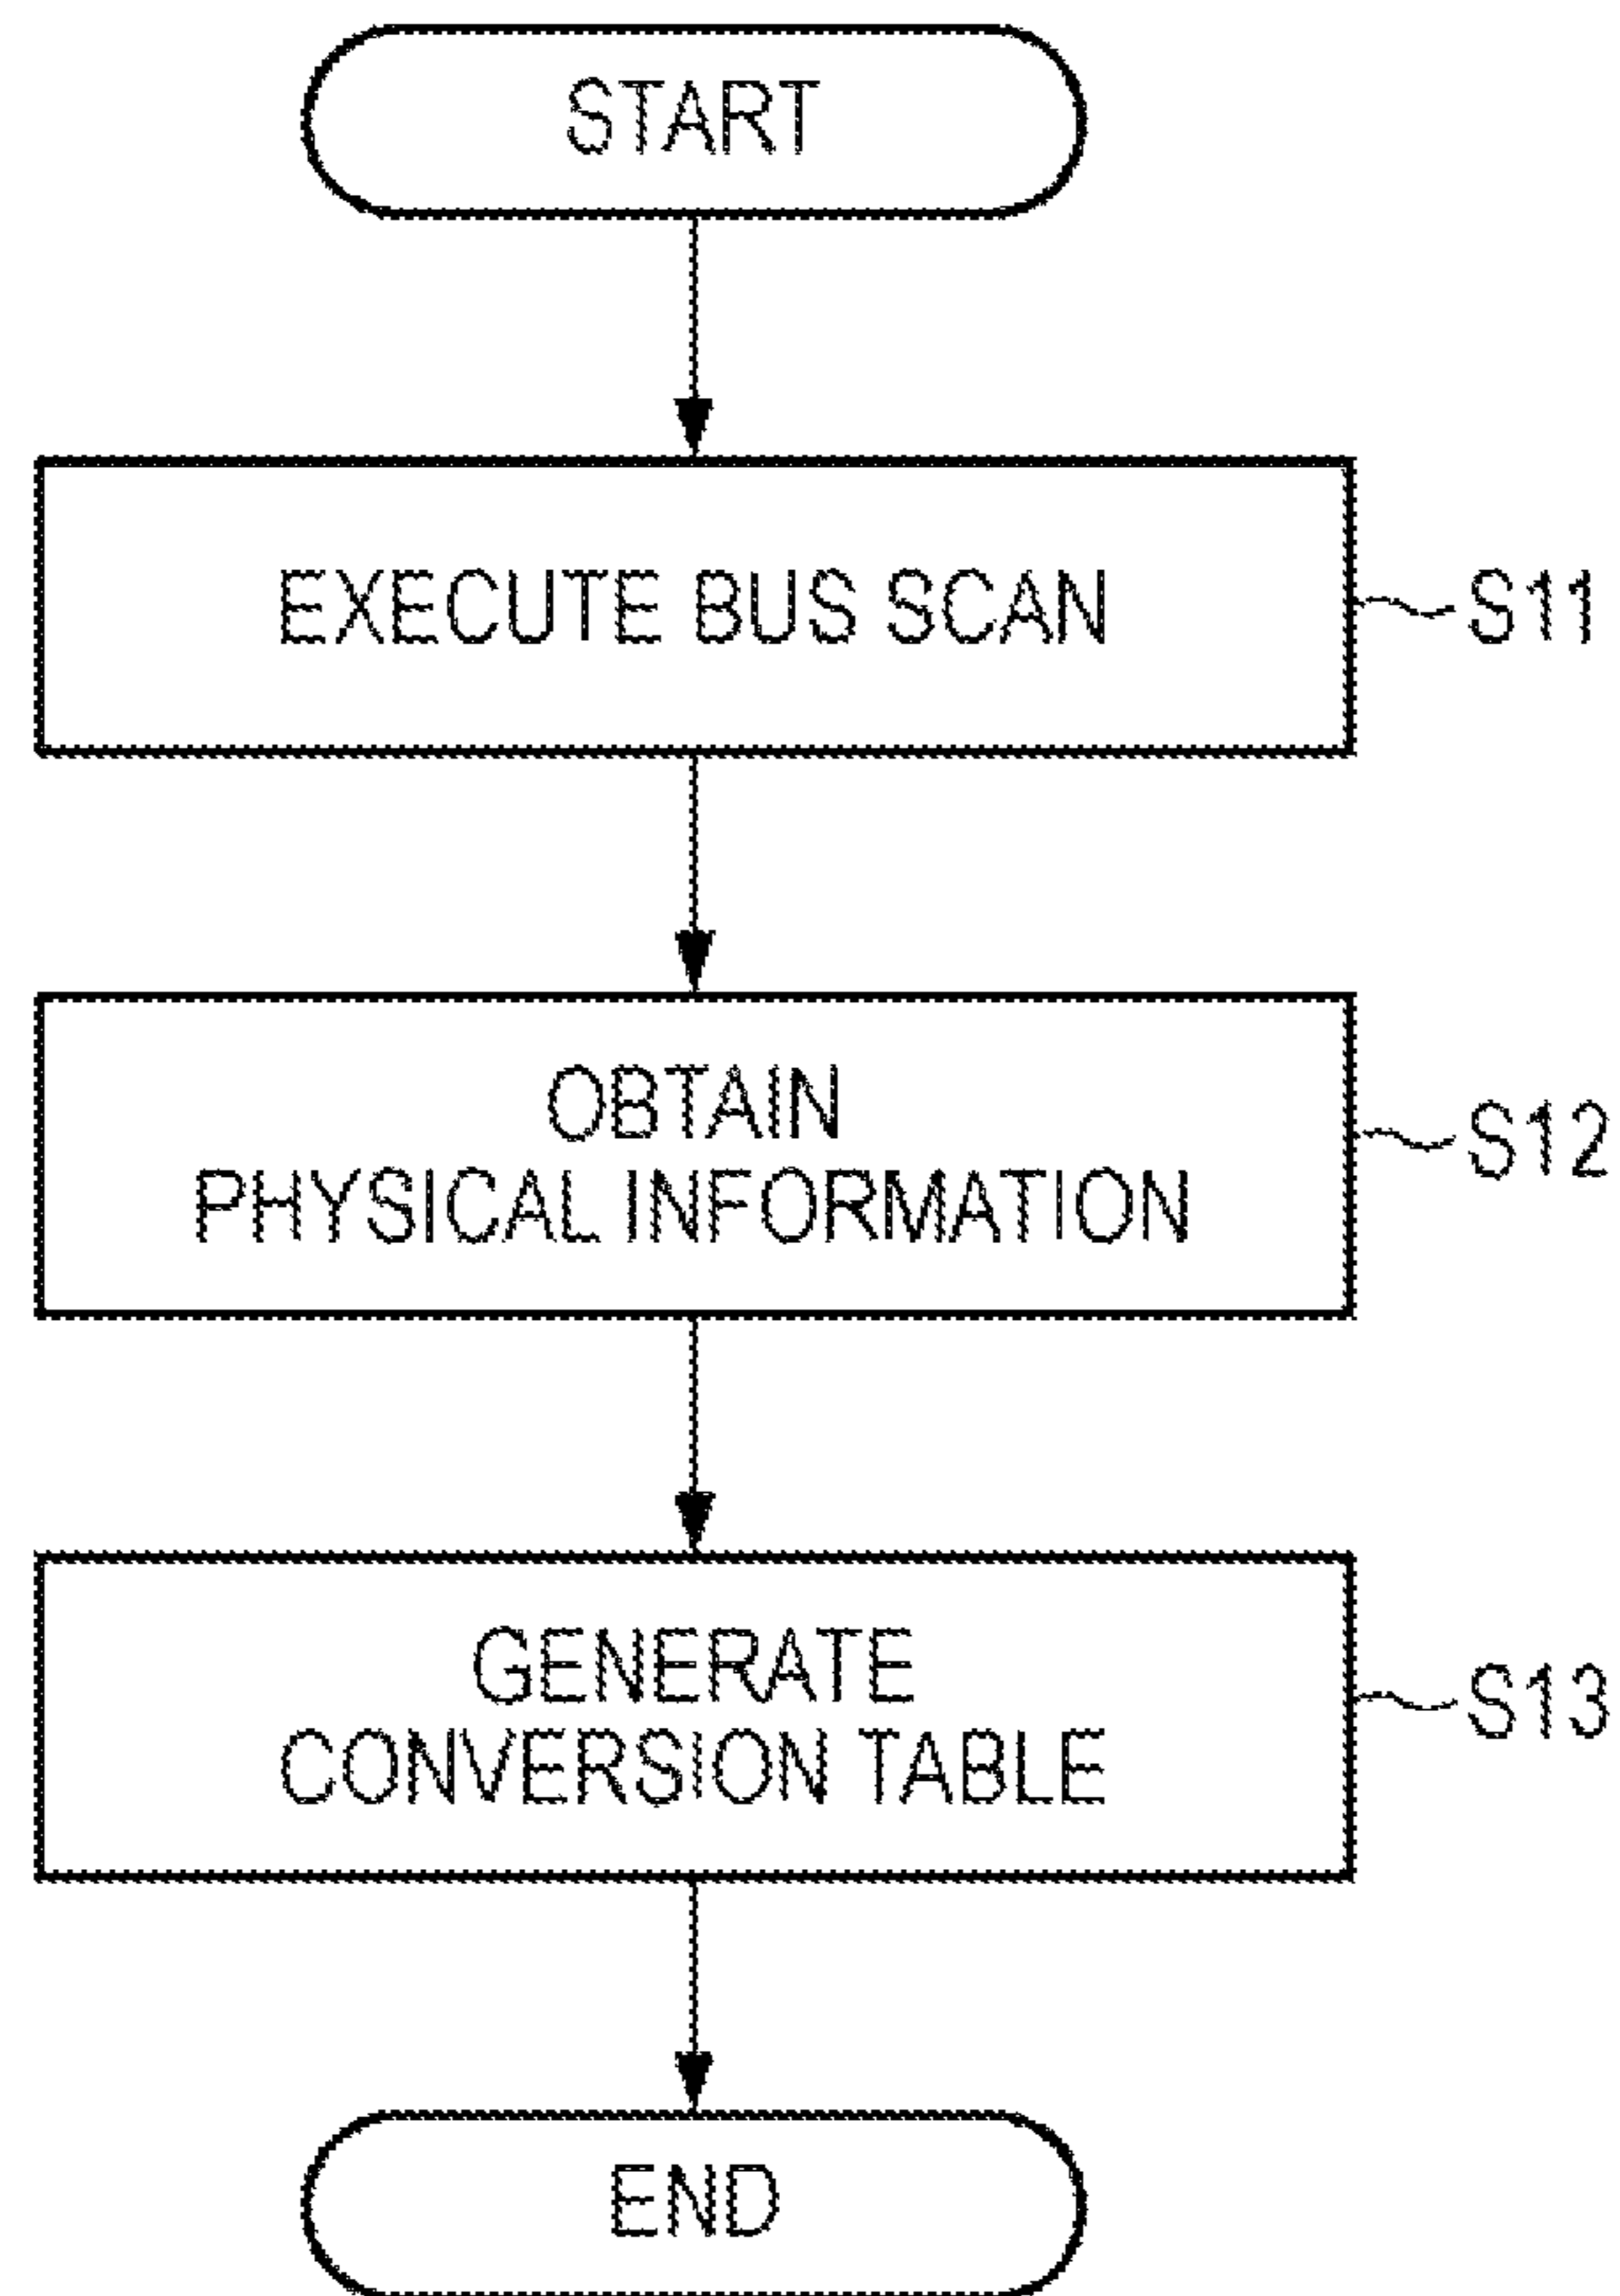 START
EXECUTE BUS SCAN
S11
OBTAIN
PHYSICAL INFORMATION
S12
GENERATE
CONVERSION TABLE
S13
END